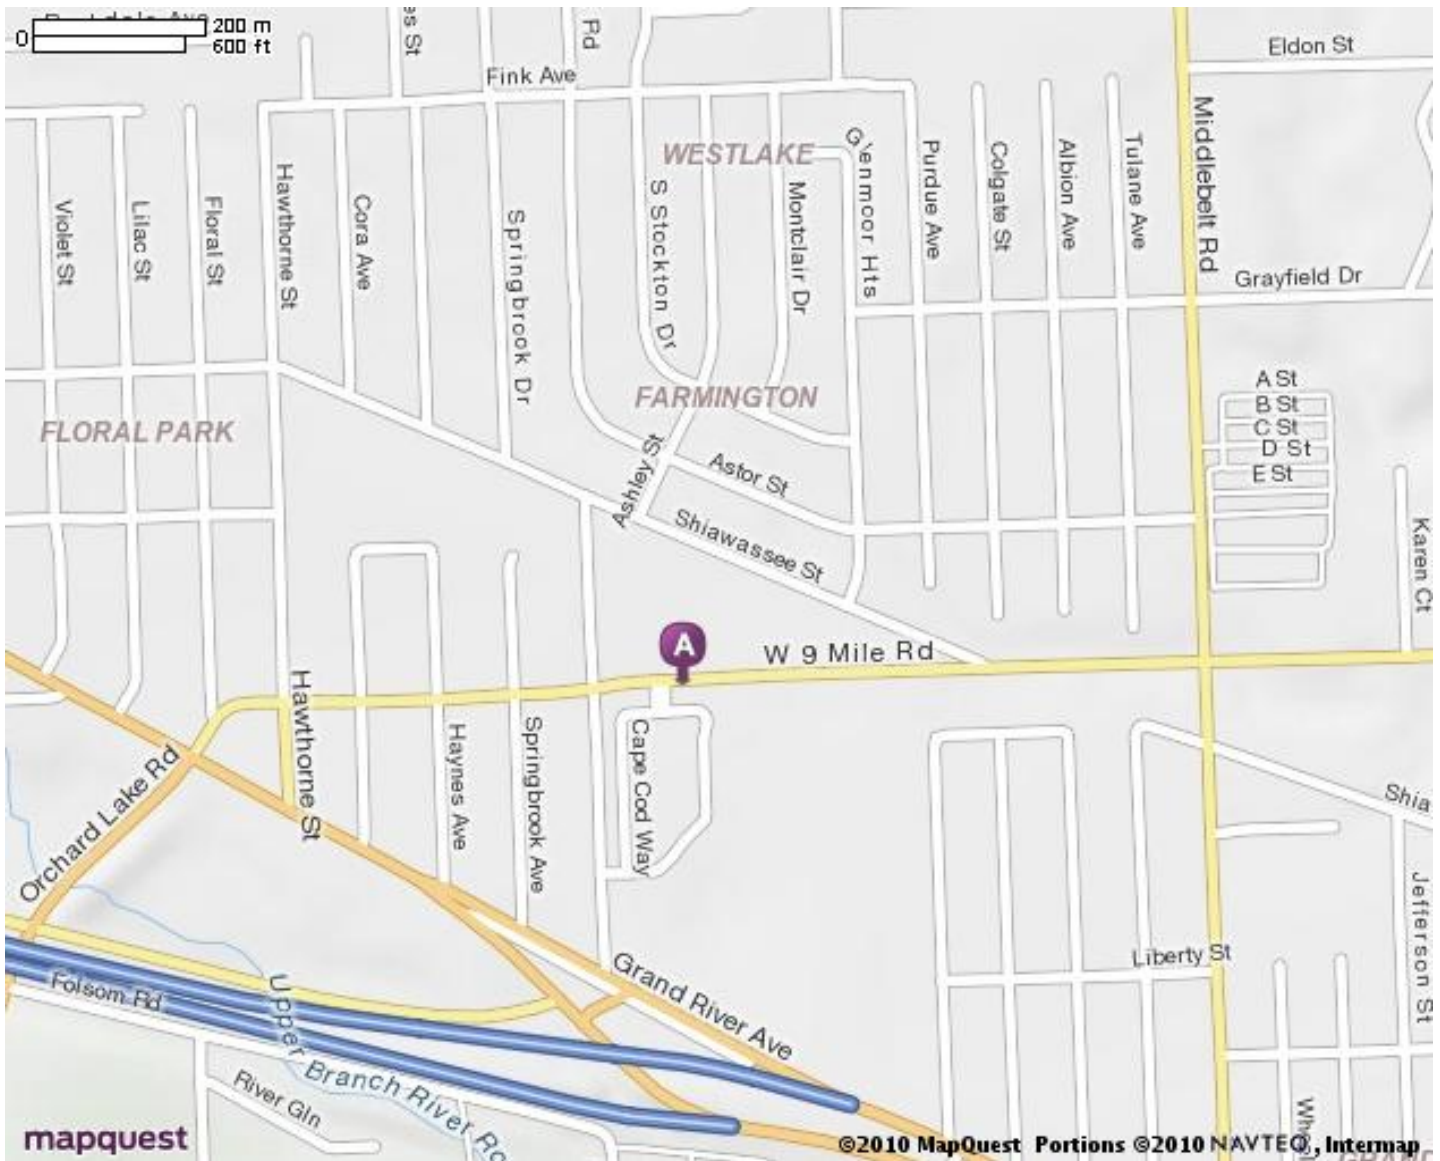 200 m
0
600 ft
es St
Rd
Fink Ave
Eldon St
WESTLAKE
Glenmoor Hts
Middlebelt Rd
Violet St
Lilac St
Floral St
Hawthorne St
Cora Ave
Springbrook Dr
S Stockton Dr
Montclair Dr
Purdue Ave
Colgate St
Albion Ave
Tulane Ave
Grayfield Dr
A St
B St
C St
D St
E St
FARMINGTON
FLORAL PARK
Ashley St
Astor St
Shiawassee St
Karen Ct
A
W 9 Mile Rd
Hawthorne St
Orchard Lake Rd
Haynes Ave
Springbrook Ave
Cape Cod Way
Shia
Jefferson St
Liberty St
Grand River Ave
Folsom Rd
Upper Branch River Ro
River Gln
mapquest
©2010 MapQuest Portions ©2010 NAVTEQ, Intermap